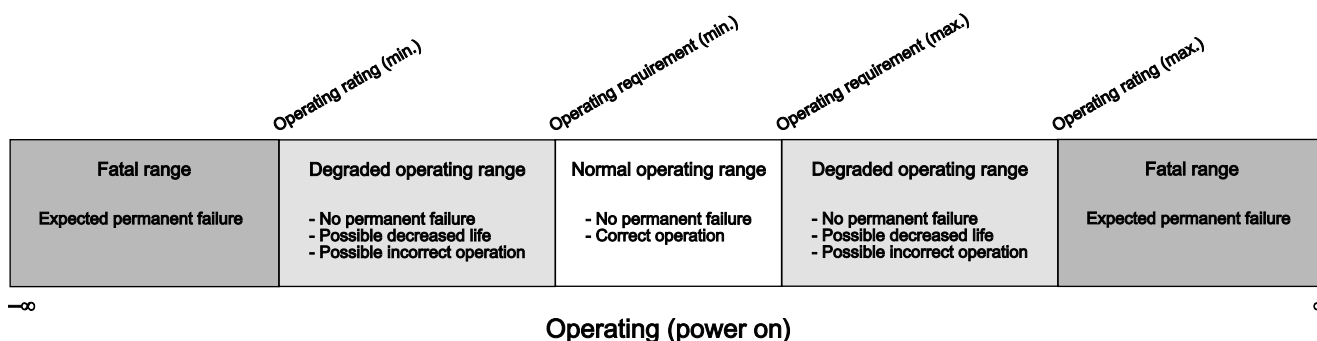 Operating rating (min.)
Operating requirement (min.)
Operating requirement (max.)
Operating rating (max.)
Fatal range
Expected permanent failure
Degraded operating range
- No permanent failure
- Possible decreased life
- Possible incorrect operation
Normal operating range
- No permanent failure
- Correct operation
Degraded operating range
- No permanent failure
- Possible decreased life
- Possible incorrect operation
Fatal range
Expected permanent failure
–∞
Operating (power on)